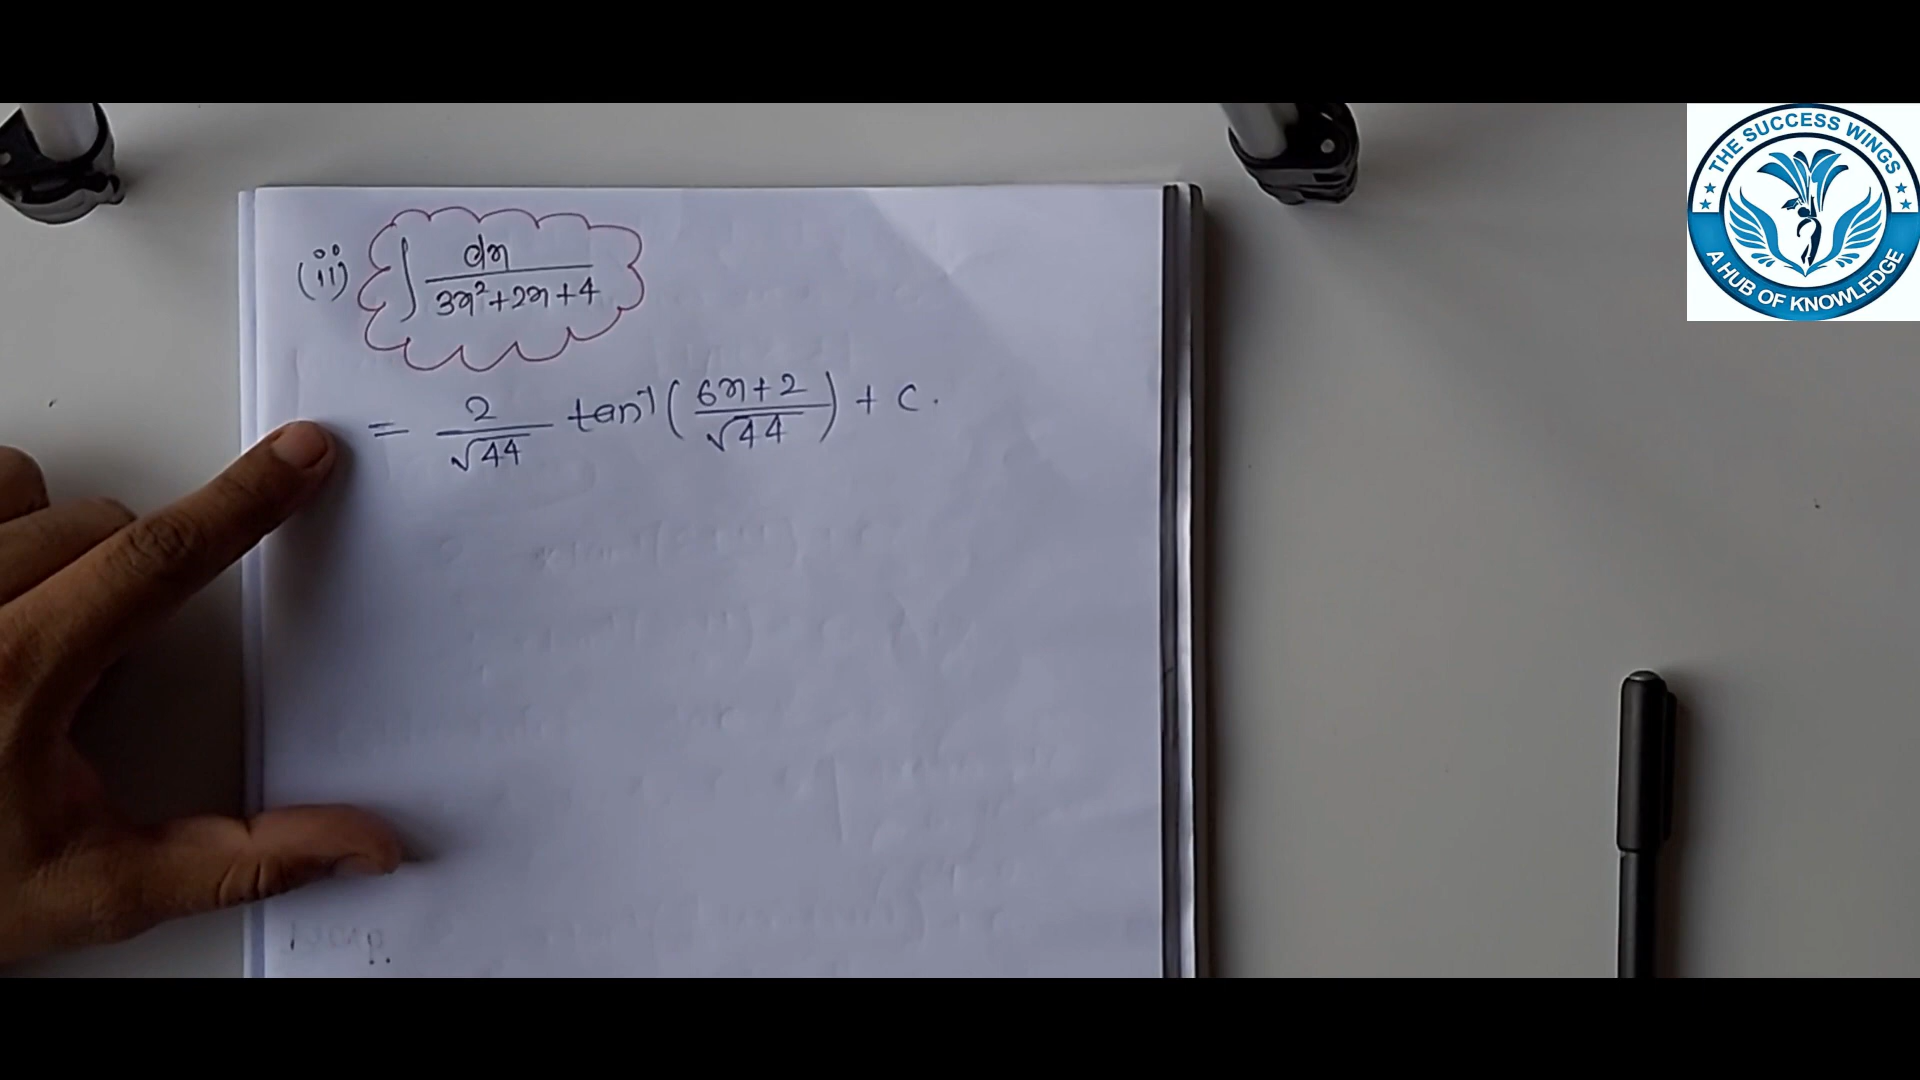 (ii) ∫ dx / 3x²+2x+4
= 2/√44 tan⁻¹ (6x+2 / √44) + c.
THE SUCCESS WINGS
A HUB OF KNOWLEDGE